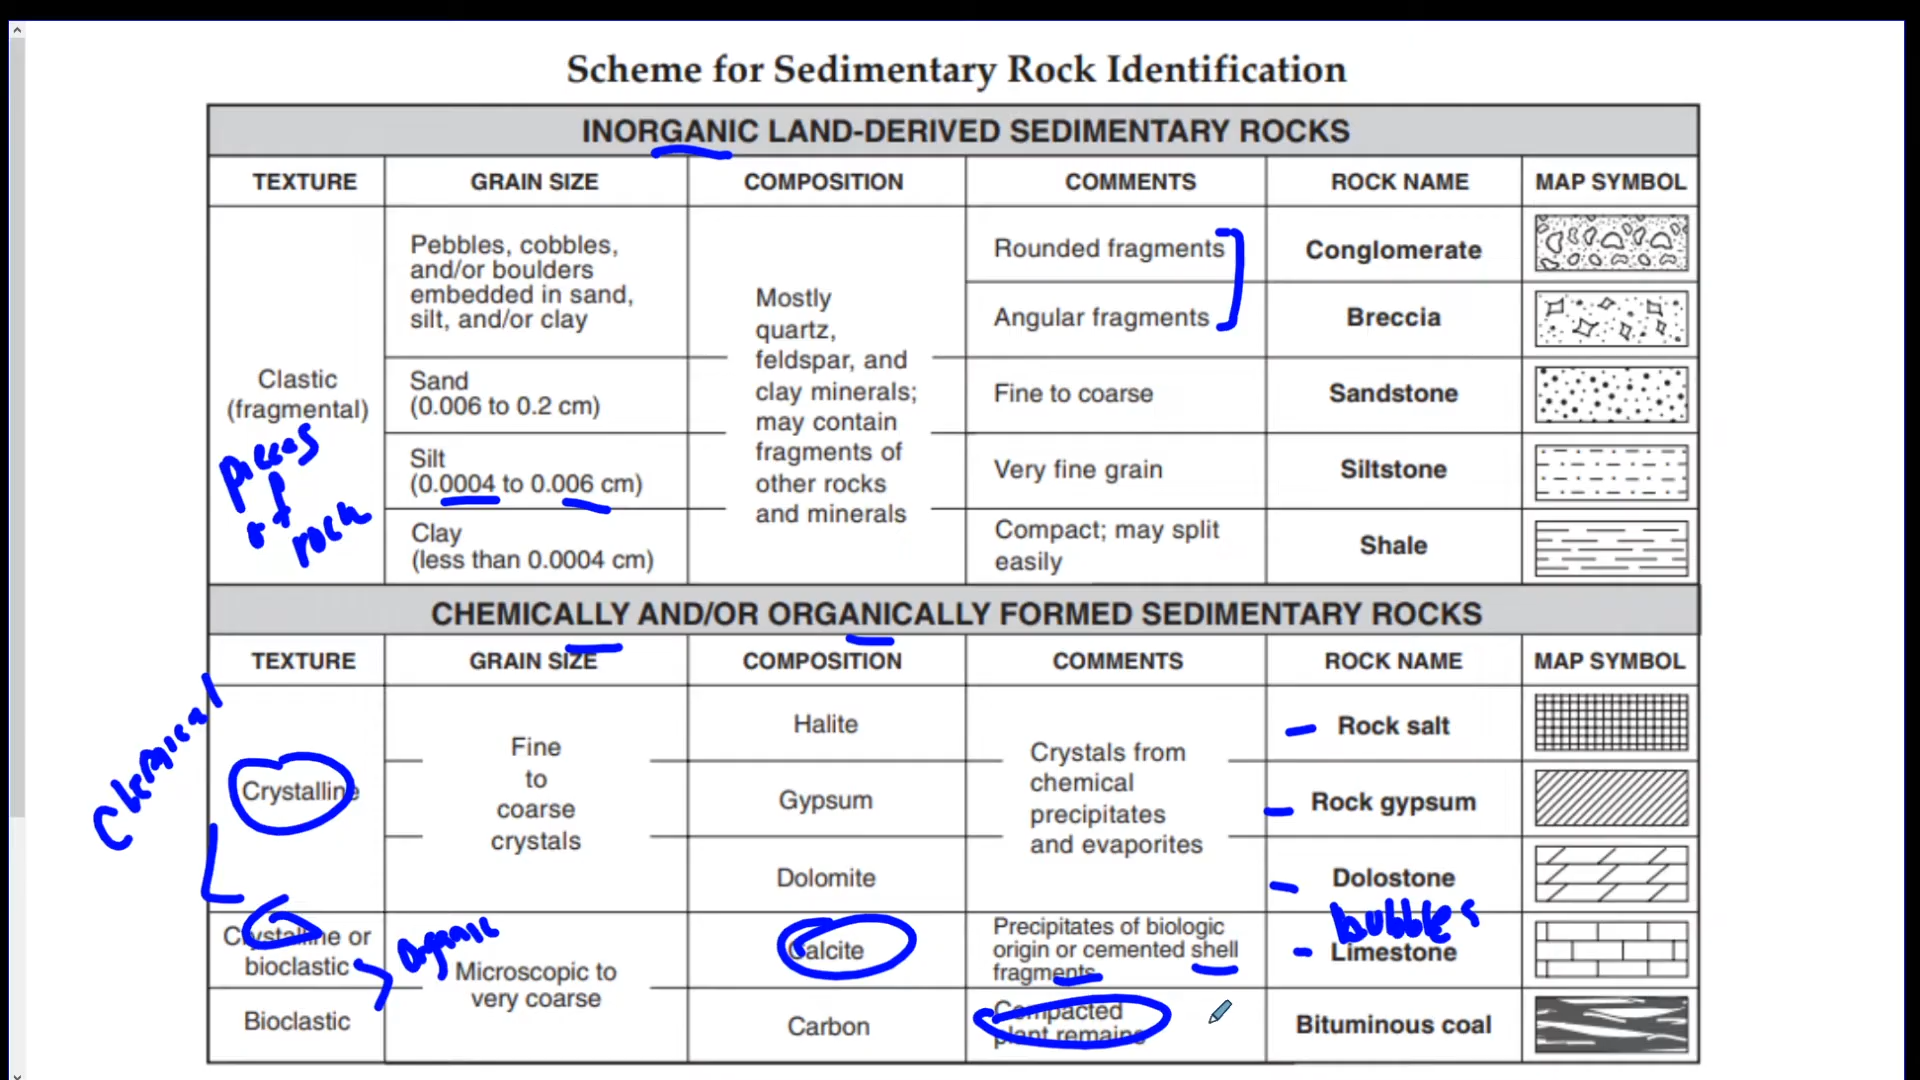 Scheme for Sedimentary Rock Identification
INORGANIC LAND-DERIVED SEDIMENTARY ROCKS
TEXTURE GRAIN SIZE COMPOSITION COMMENTS ROCK NAME MAP SYMBOL
Clastic
(fragmental)
pieces
of
rock
Pebbles, cobbles,
and/or boulders
embedded in sand,
silt, and/or clay
Sand
(0.006 to 0.2 cm)
Silt
(0.0004 to 0.006 cm)
Clay
(less than 0.0004 cm)
Mostly
quartz,
feldspar, and
clay minerals;
may contain
fragments of
other rocks
and minerals
Rounded fragments
Conglomerate
Angular fragments
Breccia
Fine to coarse
Sandstone
Very fine grain
Siltstone
Compact; may split
easily
Shale
CHEMICALLY AND/OR ORGANICALLY FORMED SEDIMENTARY ROCKS
TEXTURE GRAIN SIZE COMPOSITION COMMENTS ROCK NAME MAP SYMBOL
Chemical
Crystalline
Fine
to
coarse
crystals
Halite
Gypsum
Dolomite
Crystals from
chemical
precipitates
and evaporites
Rock salt
Rock gypsum
Dolostone
bubbles
Crystalline or
bioclastic
organic
Microscopic to
very coarse
Calcite
Precipitates of biologic
origin or cemented shell
fragments
Limestone
Bioclastic
Carbon
Compacted
plant remains
Bituminous coal